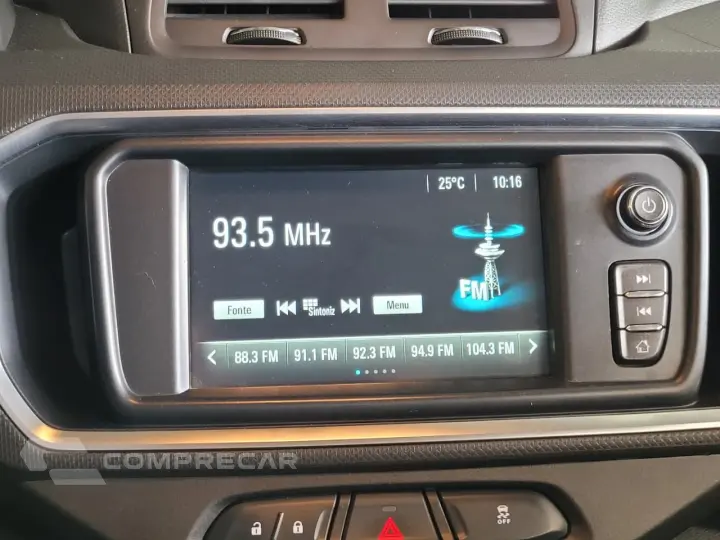 25°C 10:16
93.5 MHz
FM
Fonte Sintoniz Menu
88.3 FM 91.1 FM 92.3 FM 94.9 FM 104.3 FM
COMPRECAR
OFF